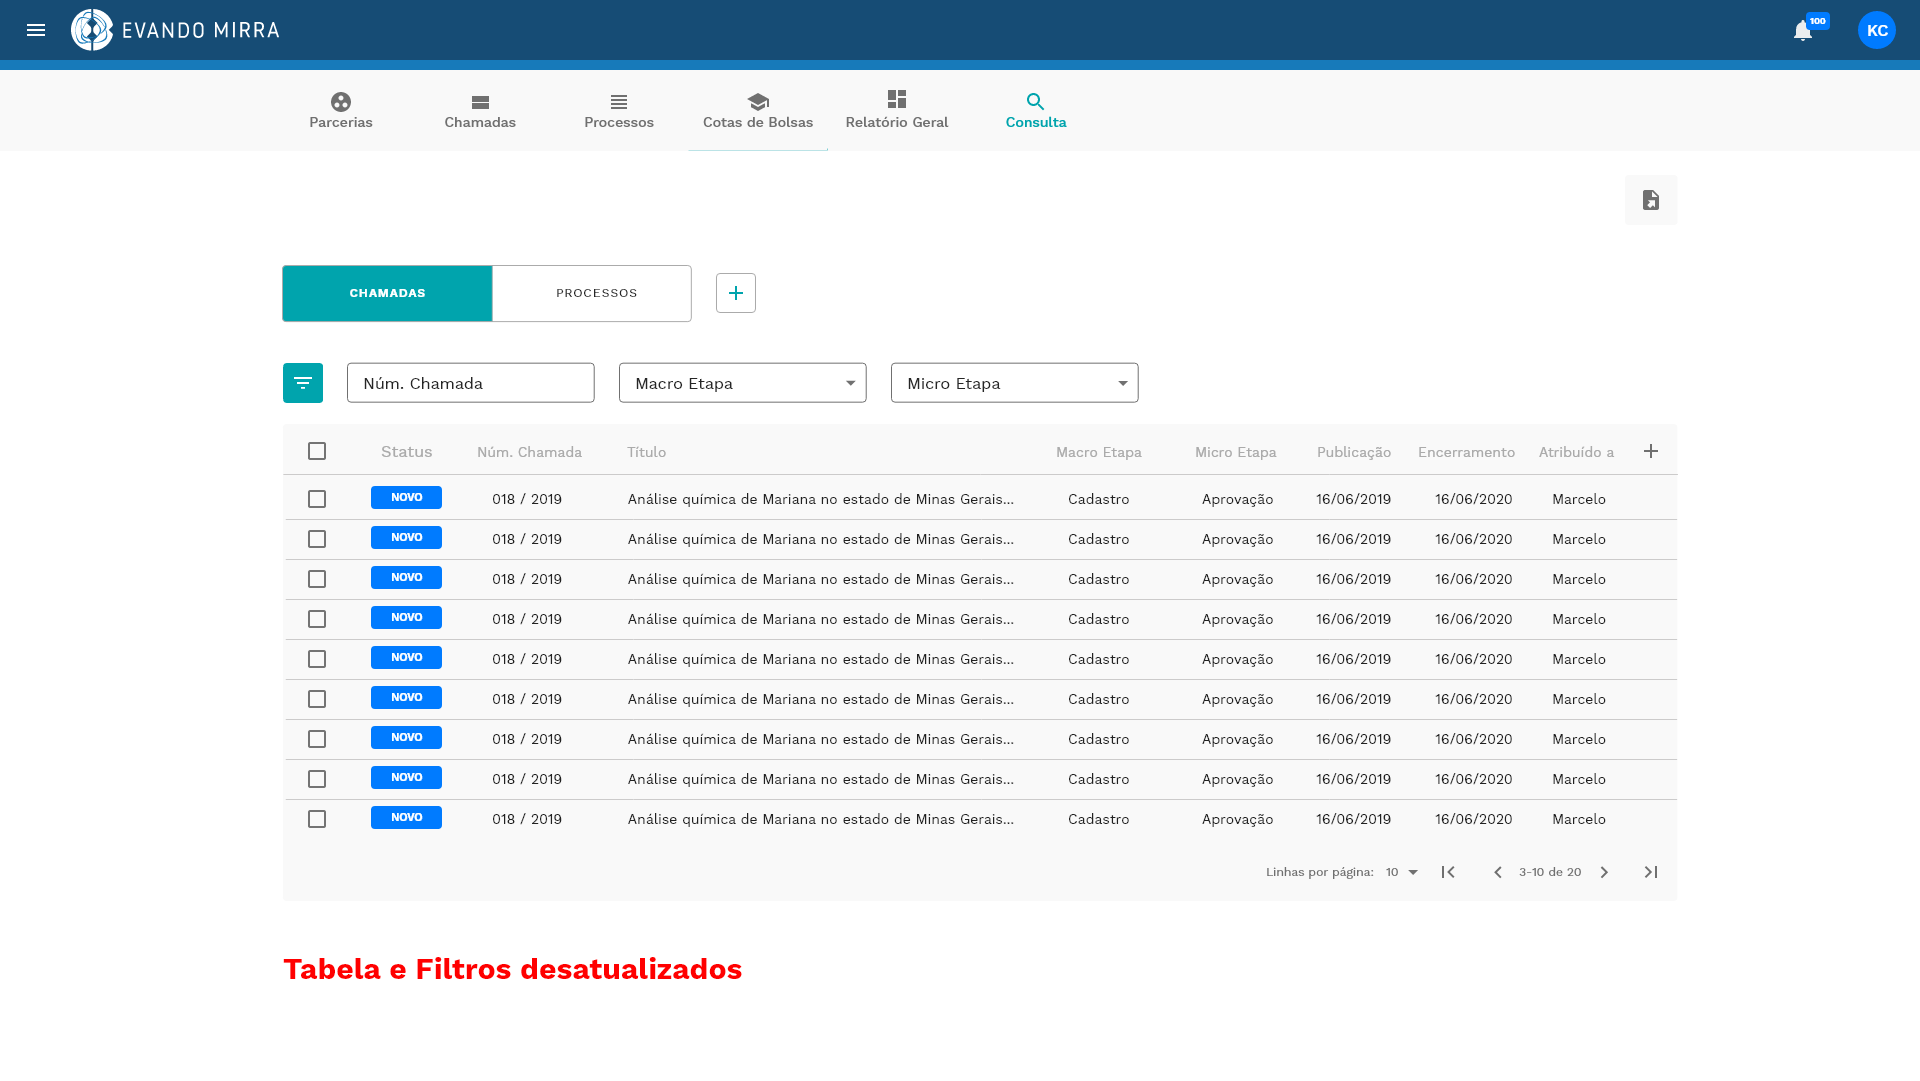 EVANDO MIRRA
100
KC
Parcerias
Chamadas
Processos
Cotas de Bolsas
Relatório Geral
Consulta
CHAMADAS
PROCESSOS
Núm. Chamada
Macro Etapa
Micro Etapa
Status Núm. Chamada Título Macro Etapa Micro Etapa Publicação Encerramento Atribuído a
NOVO 018 / 2019 Análise química de Mariana no estado de Minas Gerais... Cadastro Aprovação 16/06/2019 16/06/2020 Marcelo
NOVO 018 / 2019 Análise química de Mariana no estado de Minas Gerais... Cadastro Aprovação 16/06/2019 16/06/2020 Marcelo
NOVO 018 / 2019 Análise química de Mariana no estado de Minas Gerais... Cadastro Aprovação 16/06/2019 16/06/2020 Marcelo
NOVO 018 / 2019 Análise química de Mariana no estado de Minas Gerais... Cadastro Aprovação 16/06/2019 16/06/2020 Marcelo
NOVO 018 / 2019 Análise química de Mariana no estado de Minas Gerais... Cadastro Aprovação 16/06/2019 16/06/2020 Marcelo
NOVO 018 / 2019 Análise química de Mariana no estado de Minas Gerais... Cadastro Aprovação 16/06/2019 16/06/2020 Marcelo
NOVO 018 / 2019 Análise química de Mariana no estado de Minas Gerais... Cadastro Aprovação 16/06/2019 16/06/2020 Marcelo
NOVO 018 / 2019 Análise química de Mariana no estado de Minas Gerais... Cadastro Aprovação 16/06/2019 16/06/2020 Marcelo
NOVO 018 / 2019 Análise química de Mariana no estado de Minas Gerais... Cadastro Aprovação 16/06/2019 16/06/2020 Marcelo
Linhas por página: 10 3-10 de 20
Tabela e Filtros desatualizados